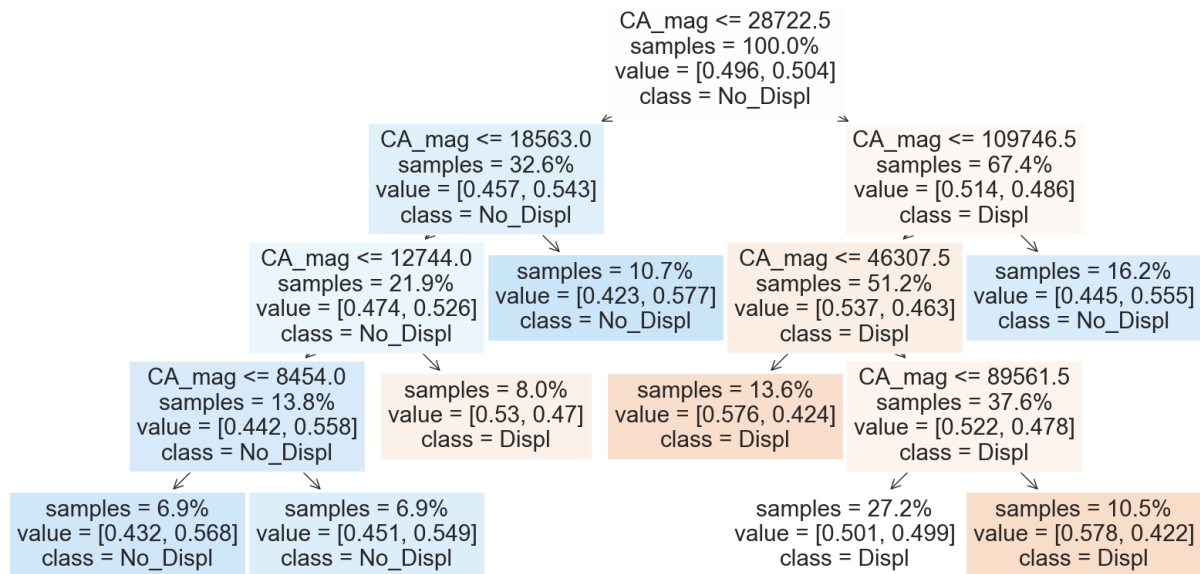 CA_mag <= 28722.5
samples = 100.0%
value = [0.496, 0.504]
class = No_Displ
CA_mag <= 18563.0
samples = 32.6%
value = [0.457, 0.543]
class = No_Displ
CA_mag <= 109746.5
samples = 67.4%
value = [0.514, 0.486]
class = Displ
CA_mag <= 12744.0
samples = 21.9%
value = [0.474, 0.526]
class = No_Displ
samples = 10.7%
value = [0.423, 0.577]
class = No_Displ
CA_mag <= 46307.5
samples = 51.2%
value = [0.537, 0.463]
class = Displ
samples = 16.2%
value = [0.445, 0.555]
class = No_Displ
CA_mag <= 8454.0
samples = 13.8%
value = [0.442, 0.558]
class = No_Displ
samples = 8.0%
value = [0.53, 0.47]
class = Displ
samples = 13.6%
value = [0.576, 0.424]
class = Displ
CA_mag <= 89561.5
samples = 37.6%
value = [0.522, 0.478]
class = Displ
samples = 6.9%
value = [0.432, 0.568]
class = No_Displ
samples = 6.9%
value = [0.451, 0.549]
class = No_Displ
samples = 27.2%
value = [0.501, 0.499]
class = Displ
samples = 10.5%
value = [0.578, 0.422]
class = Displ